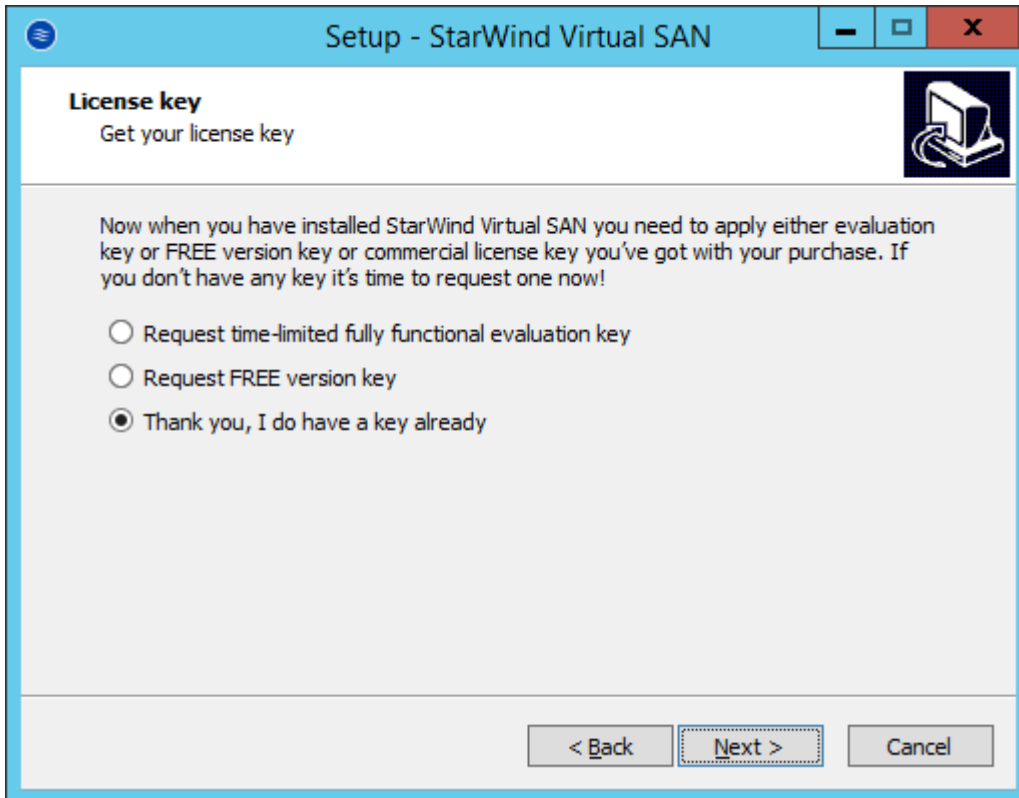 Setup - StarWind Virtual SAN
License key
Get your license key
Now when you have installed StarWind Virtual SAN you need to apply either evaluation
key or FREE version key or commercial license key you’ve got with your purchase. If
you don’t have any key it’s time to request one now!
Request time-limited fully functional evaluation key
Request FREE version key
Thank you, I do have a key already
< Back Next > Cancel